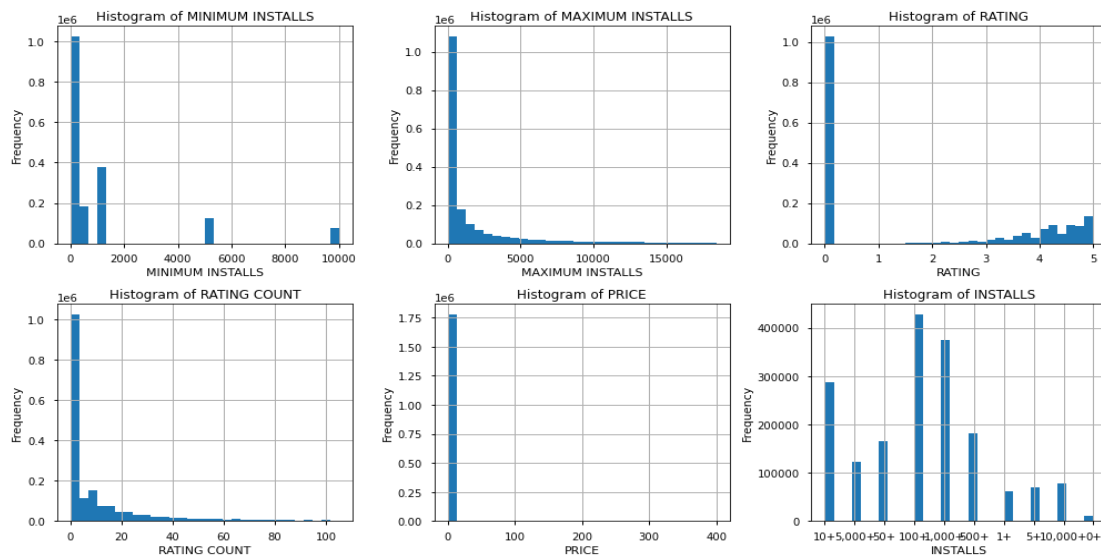 Histogram of MINIMUM INSTALLS
1e6
Frequency
1.0
0.8
0.6
0.4
0.2
0.0
0 2000 4000 6000 8000 10000
MINIMUM INSTALLS
Histogram of MAXIMUM INSTALLS
1e6
Frequency
1.0
0.8
0.6
0.4
0.2
0.0
0 5000 10000 15000
MAXIMUM INSTALLS
Histogram of RATING
1e6
Frequency
1.0
0.8
0.6
0.4
0.2
0.0
0 1 2 3 4 5
RATING
Histogram of RATING COUNT
1e6
Frequency
1.0
0.8
0.6
0.4
0.2
0.0
0 20 40 60 80 100
RATING COUNT
Histogram of PRICE
1e6
Frequency
1.75
1.50
1.25
1.00
0.75
0.50
0.25
0.00
0 100 200 300 400
PRICE
Histogram of INSTALLS
Frequency
400000
300000
200000
100000
0
10+ 5,000+ 50+ 100+ 1,000+ 500+ 1+ 5+ 10,000+ 0+
INSTALLS